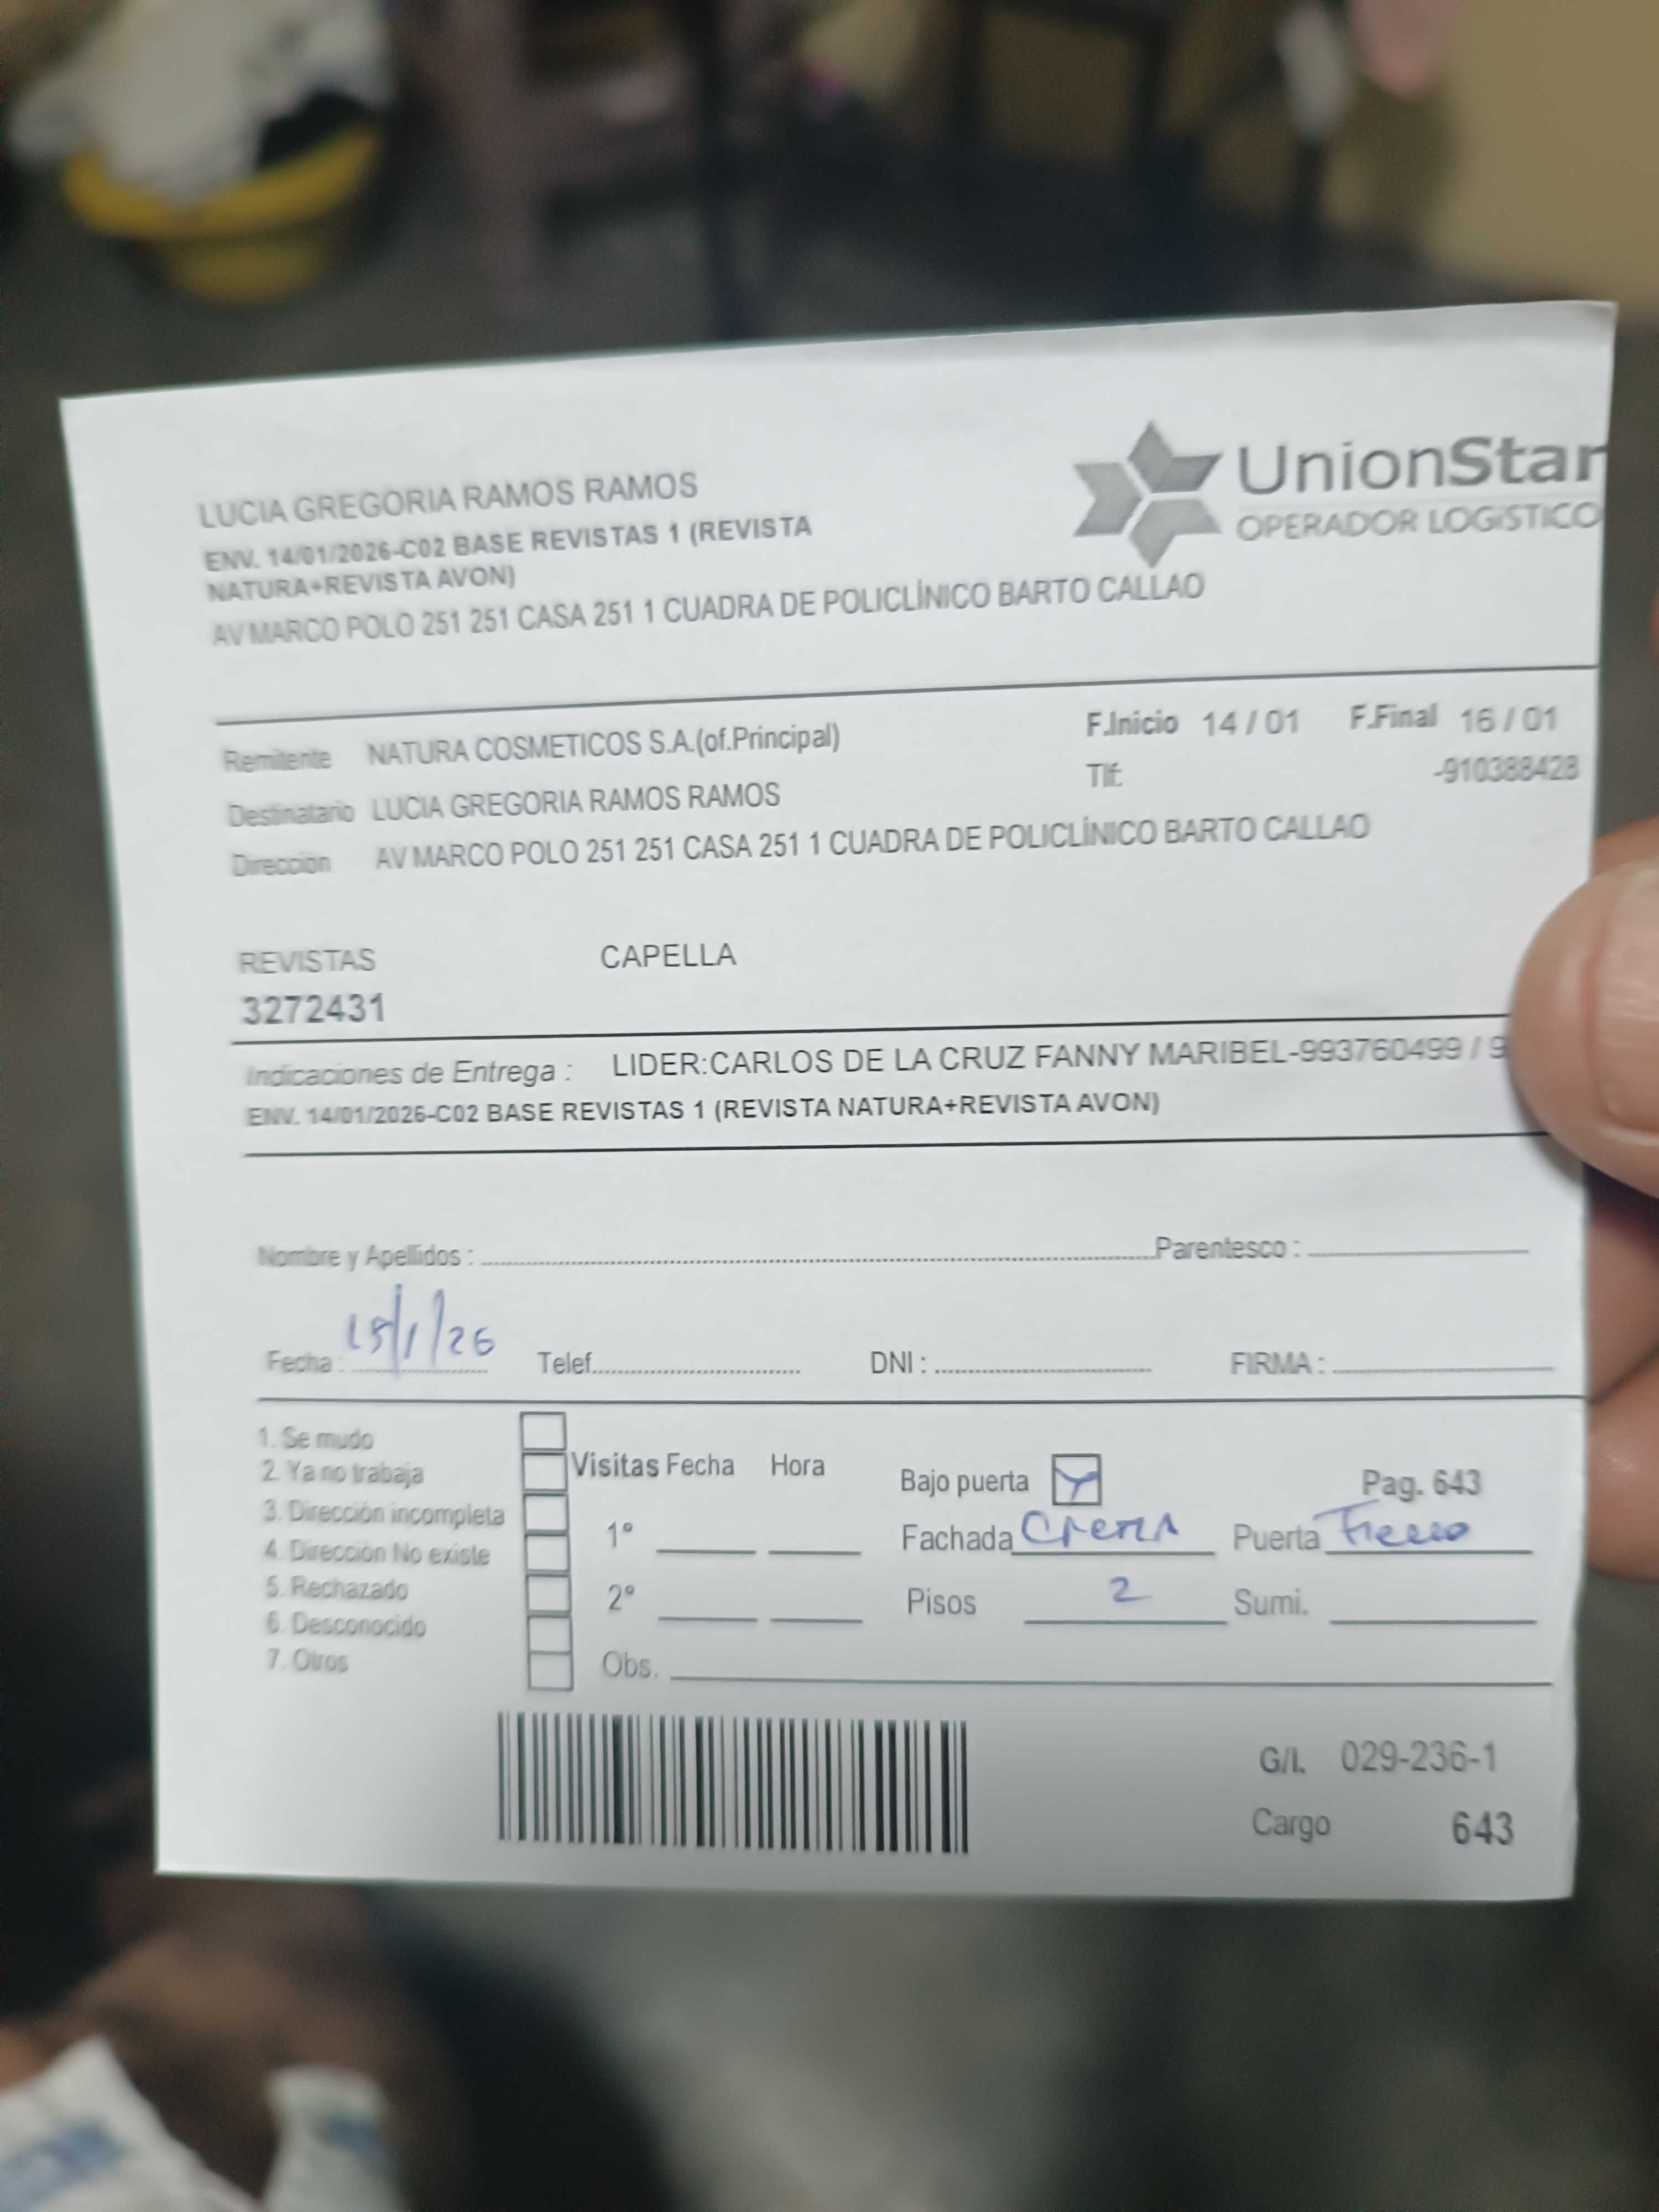 LUCIA GREGORIA RAMOS RAMOS
UnionStar
OPERADOR LOGÍSTICO
ENV. 14/01/2026-C02 BASE REVISTAS 1 (REVISTA
NATURA+REVISTA AVON)
AV MARCO POLO 251 251 CASA 251 1 CUADRA DE POLICLÍNICO BARTO CALLAO
Remitente NATURA COSMETICOS S.A.(of.Principal) F.Inicio 14 / 01 F.Final 16 / 01
Destinatario LUCIA GREGORIA RAMOS RAMOS Tlf: -910388428
Dirección AV MARCO POLO 251 251 CASA 251 1 CUADRA DE POLICLÍNICO BARTO CALLAO
REVISTAS CAPELLA
3272431
Indicaciones de Entrega : LIDER:CARLOS DE LA CRUZ FANNY MARIBEL-993760499 / 9
ENV. 14/01/2026-C02 BASE REVISTAS 1 (REVISTA NATURA+REVISTA AVON)
Nombre y Apellidos : Parentesco :
Fecha : 15/1/26 Telef. DNI : FIRMA :
1. Se mudo
2. Ya no trabaja Visitas Fecha Hora Bajo puerta Pag. 643
3. Dirección incompleta 1º Fachada Crema Puerta Fierro
4. Dirección No existe
5. Rechazado 2º Pisos 2 Sumi.
6. Desconocido
7. Otros Obs.
G/I. 029-236-1
Cargo 643